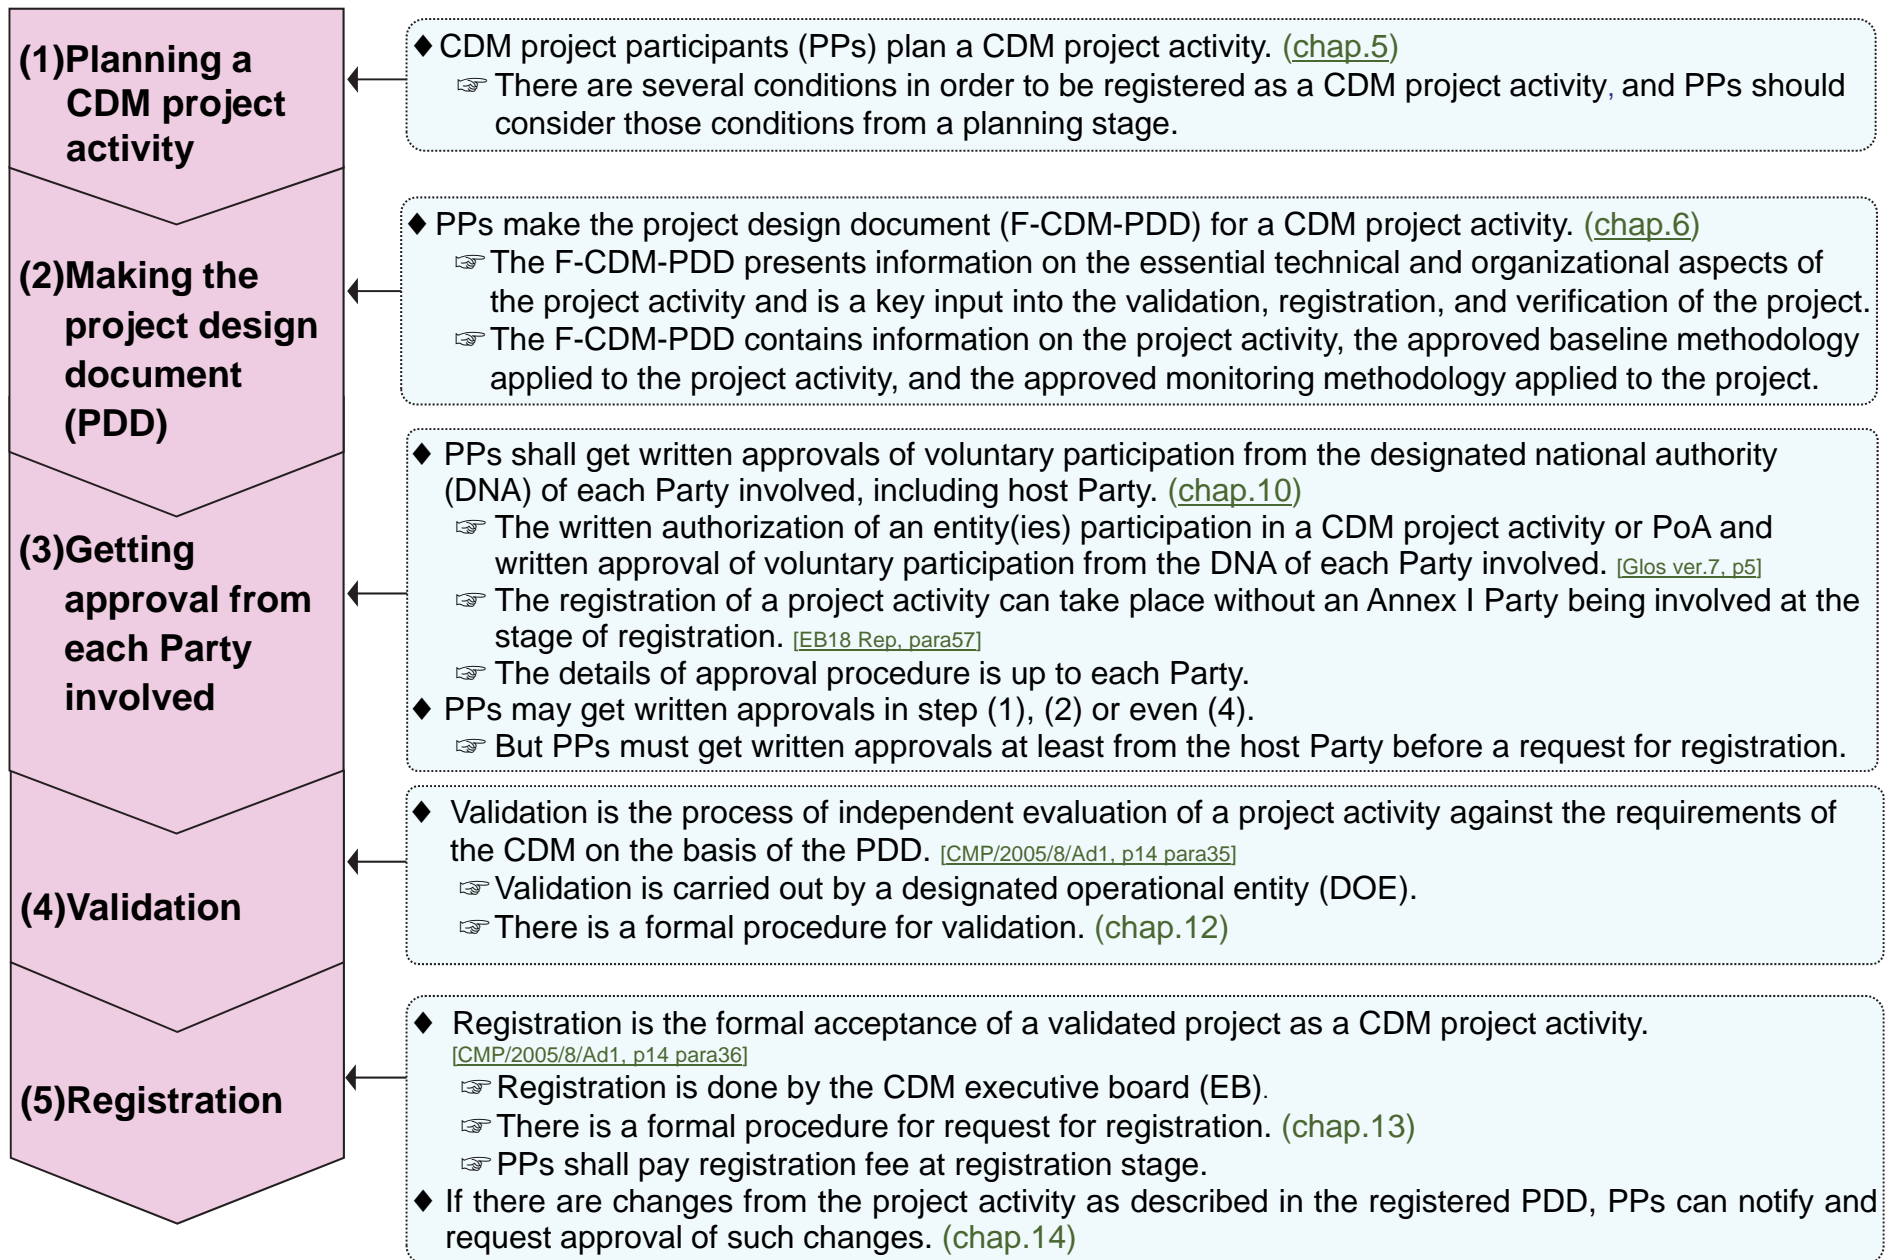 (1)Planning a
CDM project
activity
♦ CDM project participants (PPs) plan a CDM project activity. (chap.5)
☞ There are several conditions in order to be registered as a CDM project activity, and PPs should
consider those conditions from a planning stage.
(2)Making the
project design
document
(PDD)
♦ PPs make the project design document (F-CDM-PDD) for a CDM project activity. (chap.6)
☞ The F-CDM-PDD presents information on the essential technical and organizational aspects of
the project activity and is a key input into the validation, registration, and verification of the project.
☞ The F-CDM-PDD contains information on the project activity, the approved baseline methodology
applied to the project activity, and the approved monitoring methodology applied to the project.
(3)Getting
approval from
each Party
involved
♦ PPs shall get written approvals of voluntary participation from the designated national authority
(DNA) of each Party involved, including host Party. (chap.10)
☞ The written authorization of an entity(ies) participation in a CDM project activity or PoA and
written approval of voluntary participation from the DNA of each Party involved. [Glos ver.7, p5]
☞ The registration of a project activity can take place without an Annex I Party being involved at the
stage of registration. [EB18 Rep, para57]
☞ The details of approval procedure is up to each Party.
♦ PPs may get written approvals in step (1), (2) or even (4).
☞ But PPs must get written approvals at least from the host Party before a request for registration.
(4)Validation
♦ Validation is the process of independent evaluation of a project activity against the requirements of
the CDM on the basis of the PDD. [CMP/2005/8/Ad1, p14 para35]
☞ Validation is carried out by a designated operational entity (DOE).
☞ There is a formal procedure for validation. (chap.12)
(5)Registration
♦ Registration is the formal acceptance of a validated project as a CDM project activity.
[CMP/2005/8/Ad1, p14 para36]
☞ Registration is done by the CDM executive board (EB).
☞ There is a formal procedure for request for registration. (chap.13)
☞ PPs shall pay registration fee at registration stage.
♦ If there are changes from the project activity as described in the registered PDD, PPs can notify and
request approval of such changes. (chap.14)